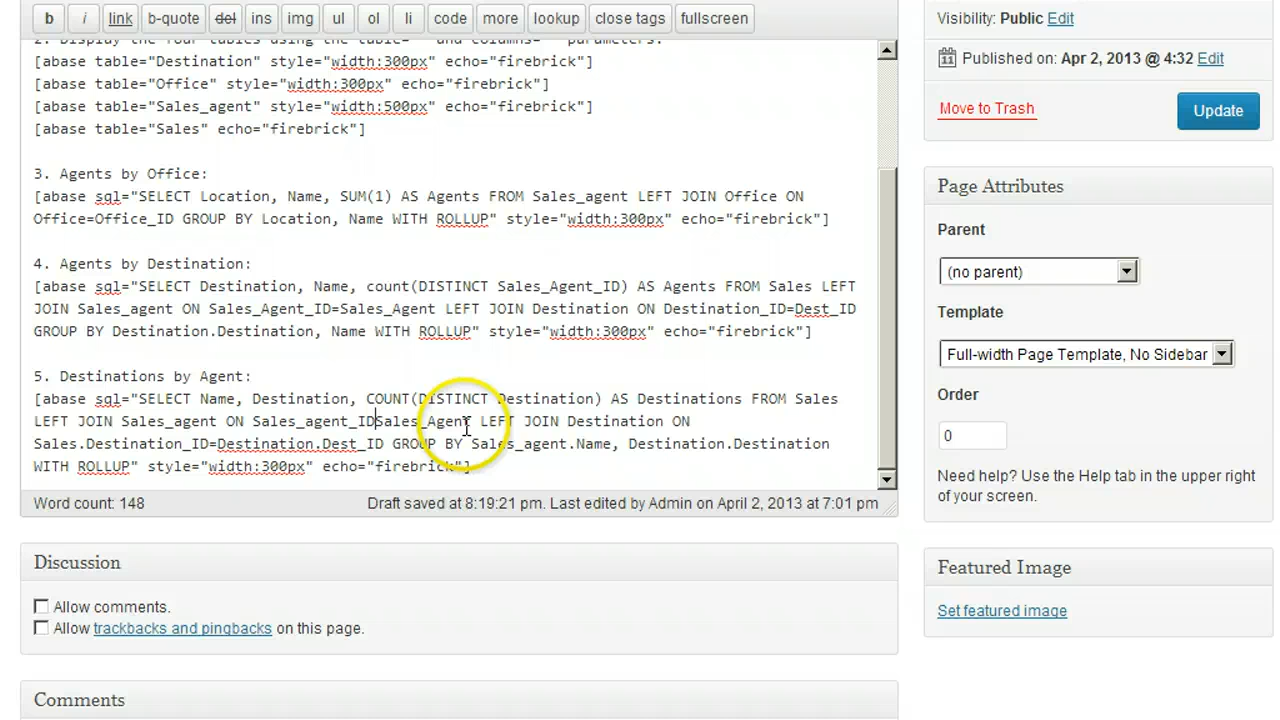 b i link b-quote del ins img ul ol li code more lookup close tags fullscreen
2. Display the four tables using the table=" " and columns=" " parameters.
[abase table="Destination" style="width:300px" echo="firebrick"]
[abase table="Office" style="width:300px" echo="firebrick"]
[abase table="Sales_agent" style="width:500px" echo="firebrick"]
[abase table="Sales" echo="firebrick"]
3. Agents by Office:
[abase sql="SELECT Location, Name, SUM(1) AS Agents FROM Sales_agent LEFT JOIN Office ON
Office=Office_ID GROUP BY Location, Name WITH ROLLUP" style="width:300px" echo="firebrick"]
4. Agents by Destination:
[abase sql="SELECT Destination, Name, count(DISTINCT Sales_Agent_ID) AS Agents FROM Sales LEFT
JOIN Sales_agent ON Sales_Agent_ID=Sales_Agent LEFT JOIN Destination ON Destination_ID=Dest_ID
GROUP BY Destination.Destination, Name WITH ROLLUP" style="width:300px" echo="firebrick"]
5. Destinations by Agent:
[abase sql="SELECT Name, Destination, COUNT(DISTINCT Destination) AS Destinations FROM Sales
LEFT JOIN Sales_agent ON Sales_agent_IDSales_Agent LEFT JOIN Destination ON
Sales.Destination_ID=Destination.Dest_ID GROUP BY Sales_agent.Name, Destination.Destination
WITH ROLLUP" style="width:300px" echo="firebrick"]
Word count: 148 Draft saved at 8:19:21 pm. Last edited by Admin on April 2, 2013 at 7:01 pm
Discussion
Allow comments.
Allow trackbacks and pingbacks on this page.
Comments
Visibility: Public Edit
Published on: Apr 2, 2013 @ 4:32 Edit
Move to Trash Update
Page Attributes
Parent
(no parent)
Template
Full-width Page Template, No Sidebar
Order
0
Need help? Use the Help tab in the upper right
of your screen.
Featured Image
Set featured image